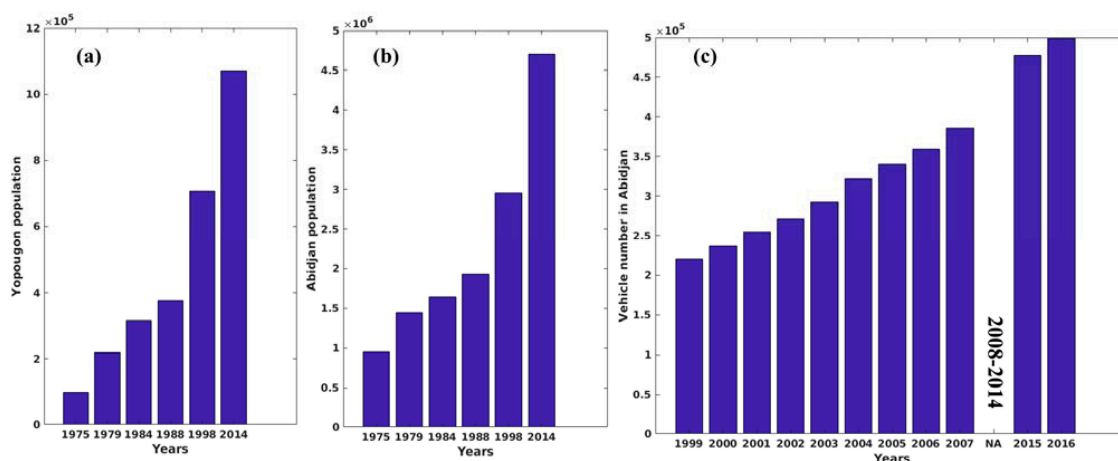 ×10⁵
12
10
8
6
4
2
0
(a)
Yopougon population
1975 1979 1984 1988 1998 2014
Years
×10⁶
5
4.5
4
3.5
3
2.5
2
1.5
1
0.5
0
(b)
Abidjan population
1975 1979 1984 1988 1998 2014
Years
×10⁵
5
4.5
4
3.5
3
2.5
2
1.5
1
0.5
0
(c)
Vehicle number in Abidjan
2008-2014
1999 2000 2001 2002 2003 2004 2005 2006 2007 NA 2015 2016
Years